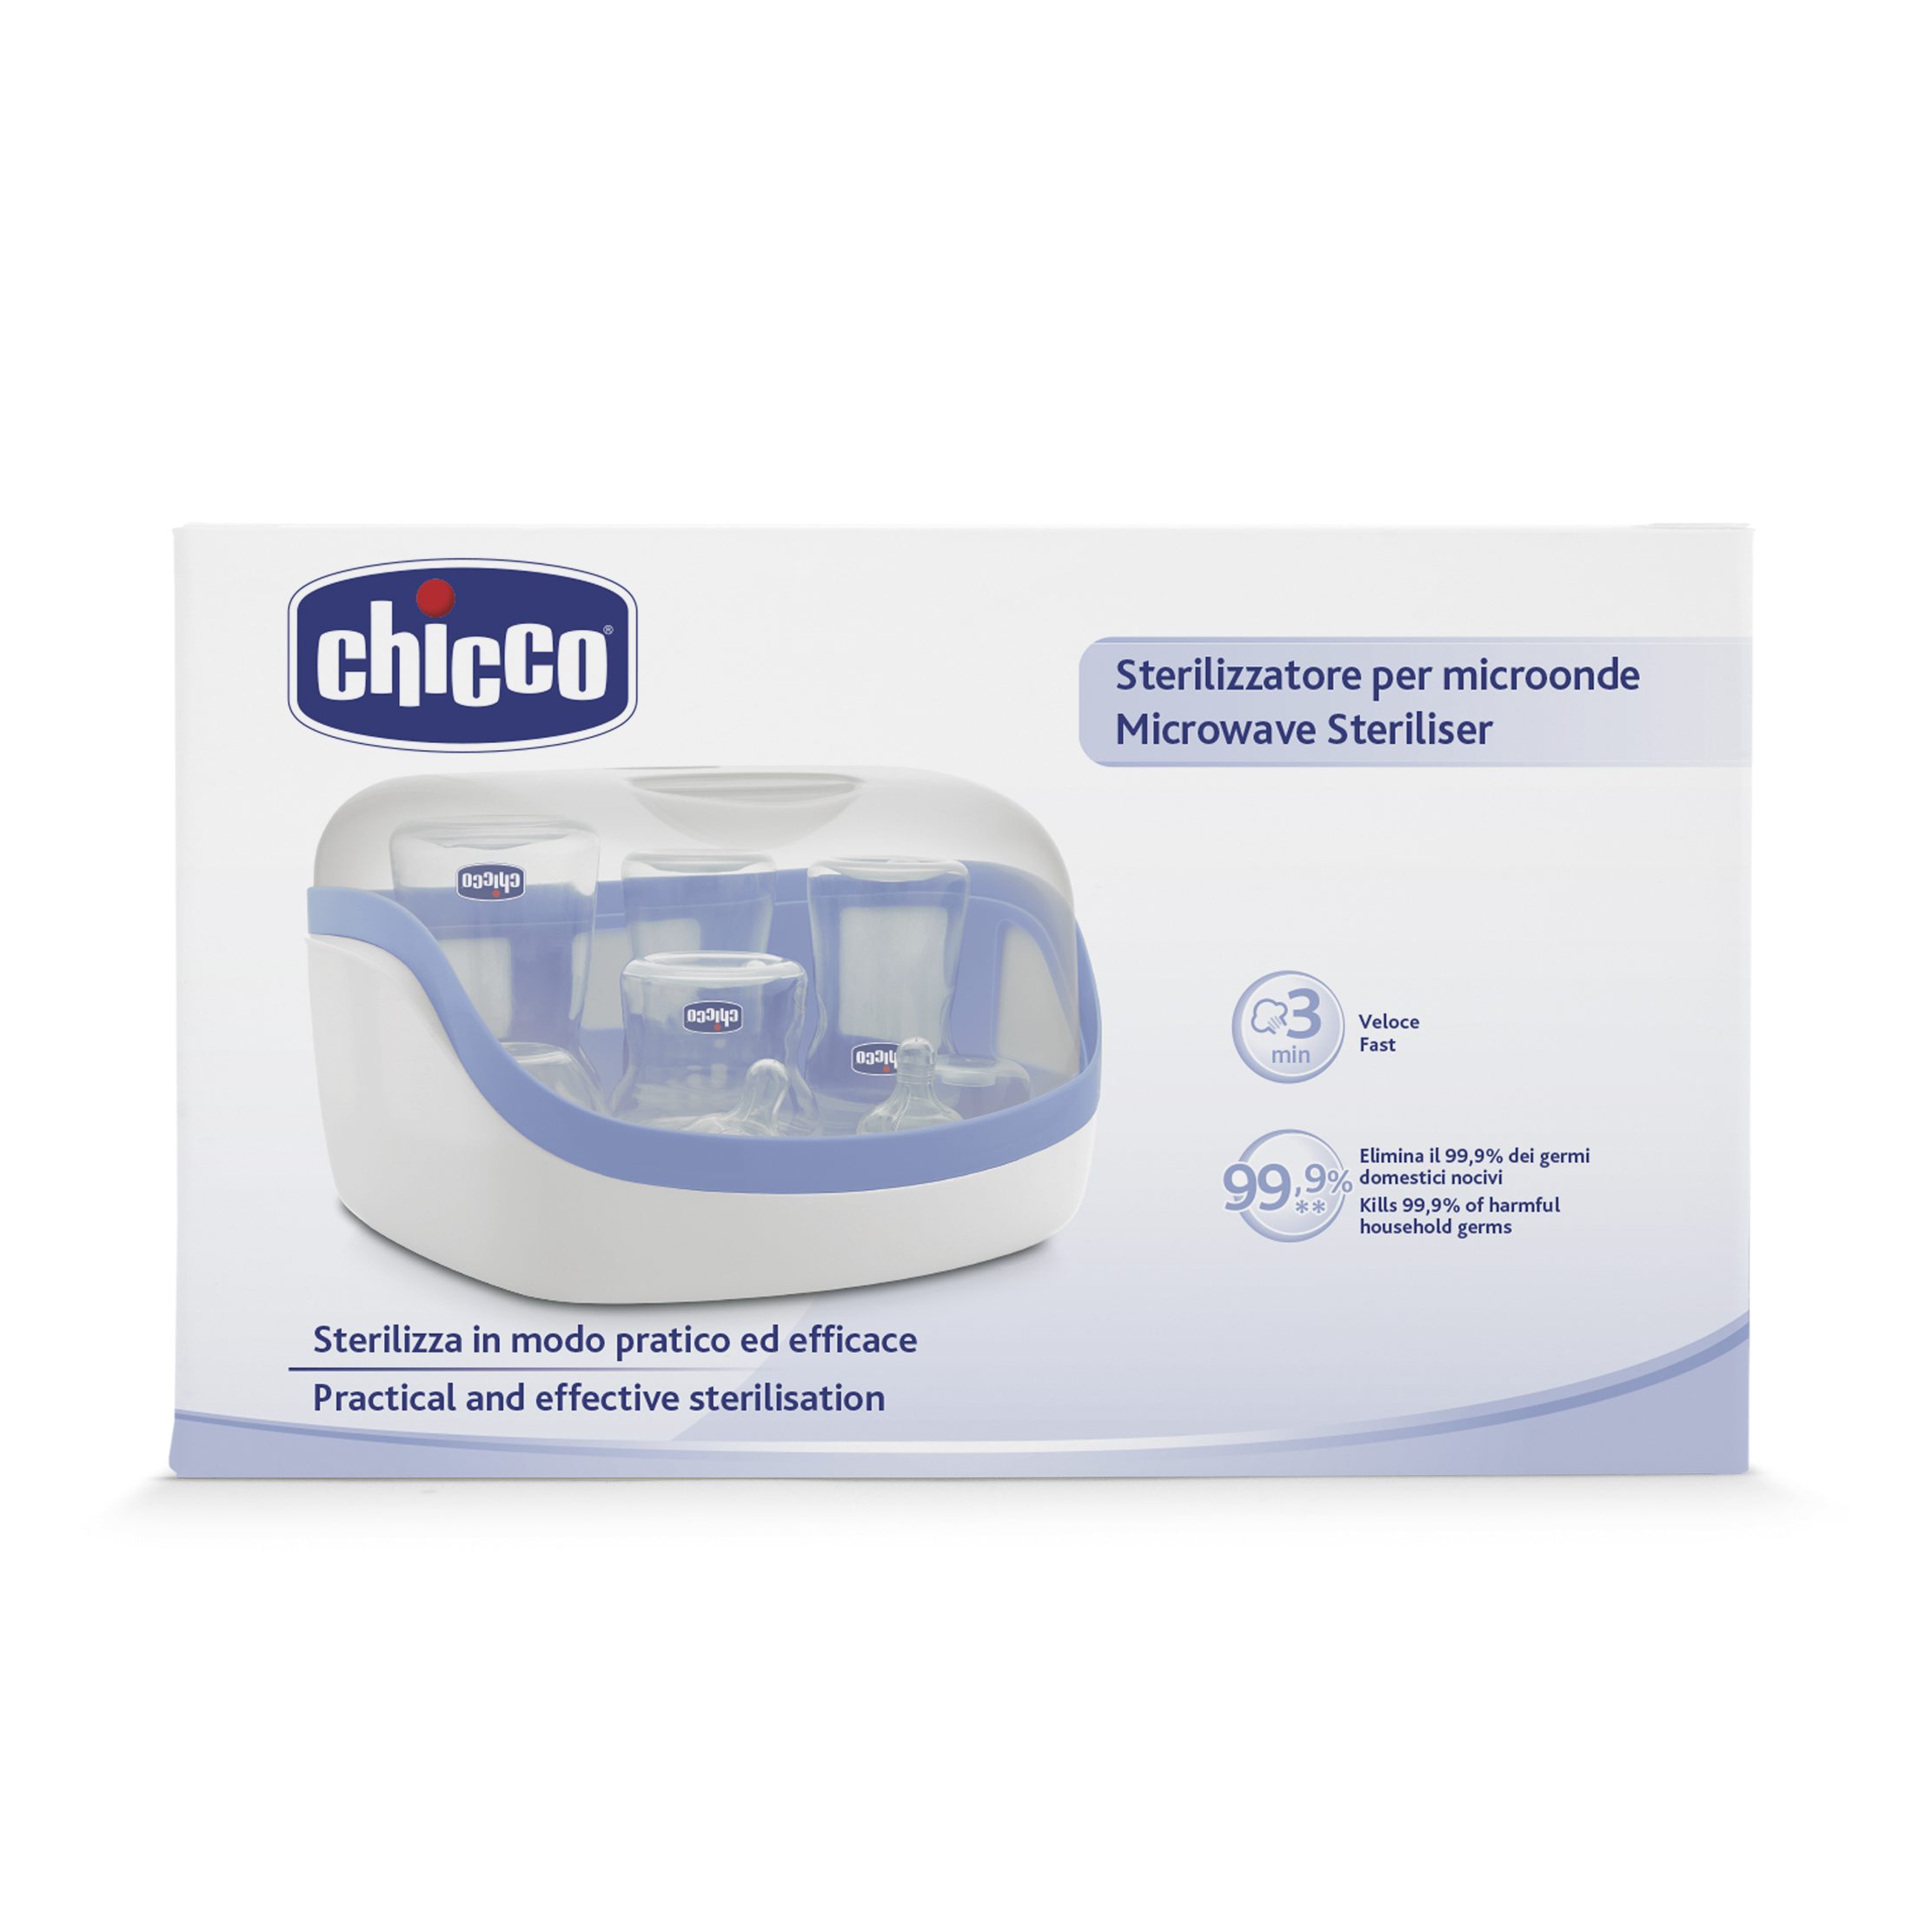 chicco®
Sterilizzatore per microonde
Microwave Steriliser
chicco
chicco
chicco
3
min
Veloce
Fast
99,9%
**
Elimina il 99,9% dei germi
domestici nocivi
Kills 99,9% of harmful
household germs
Sterilizza in modo pratico ed efficace
Practical and effective sterilisation